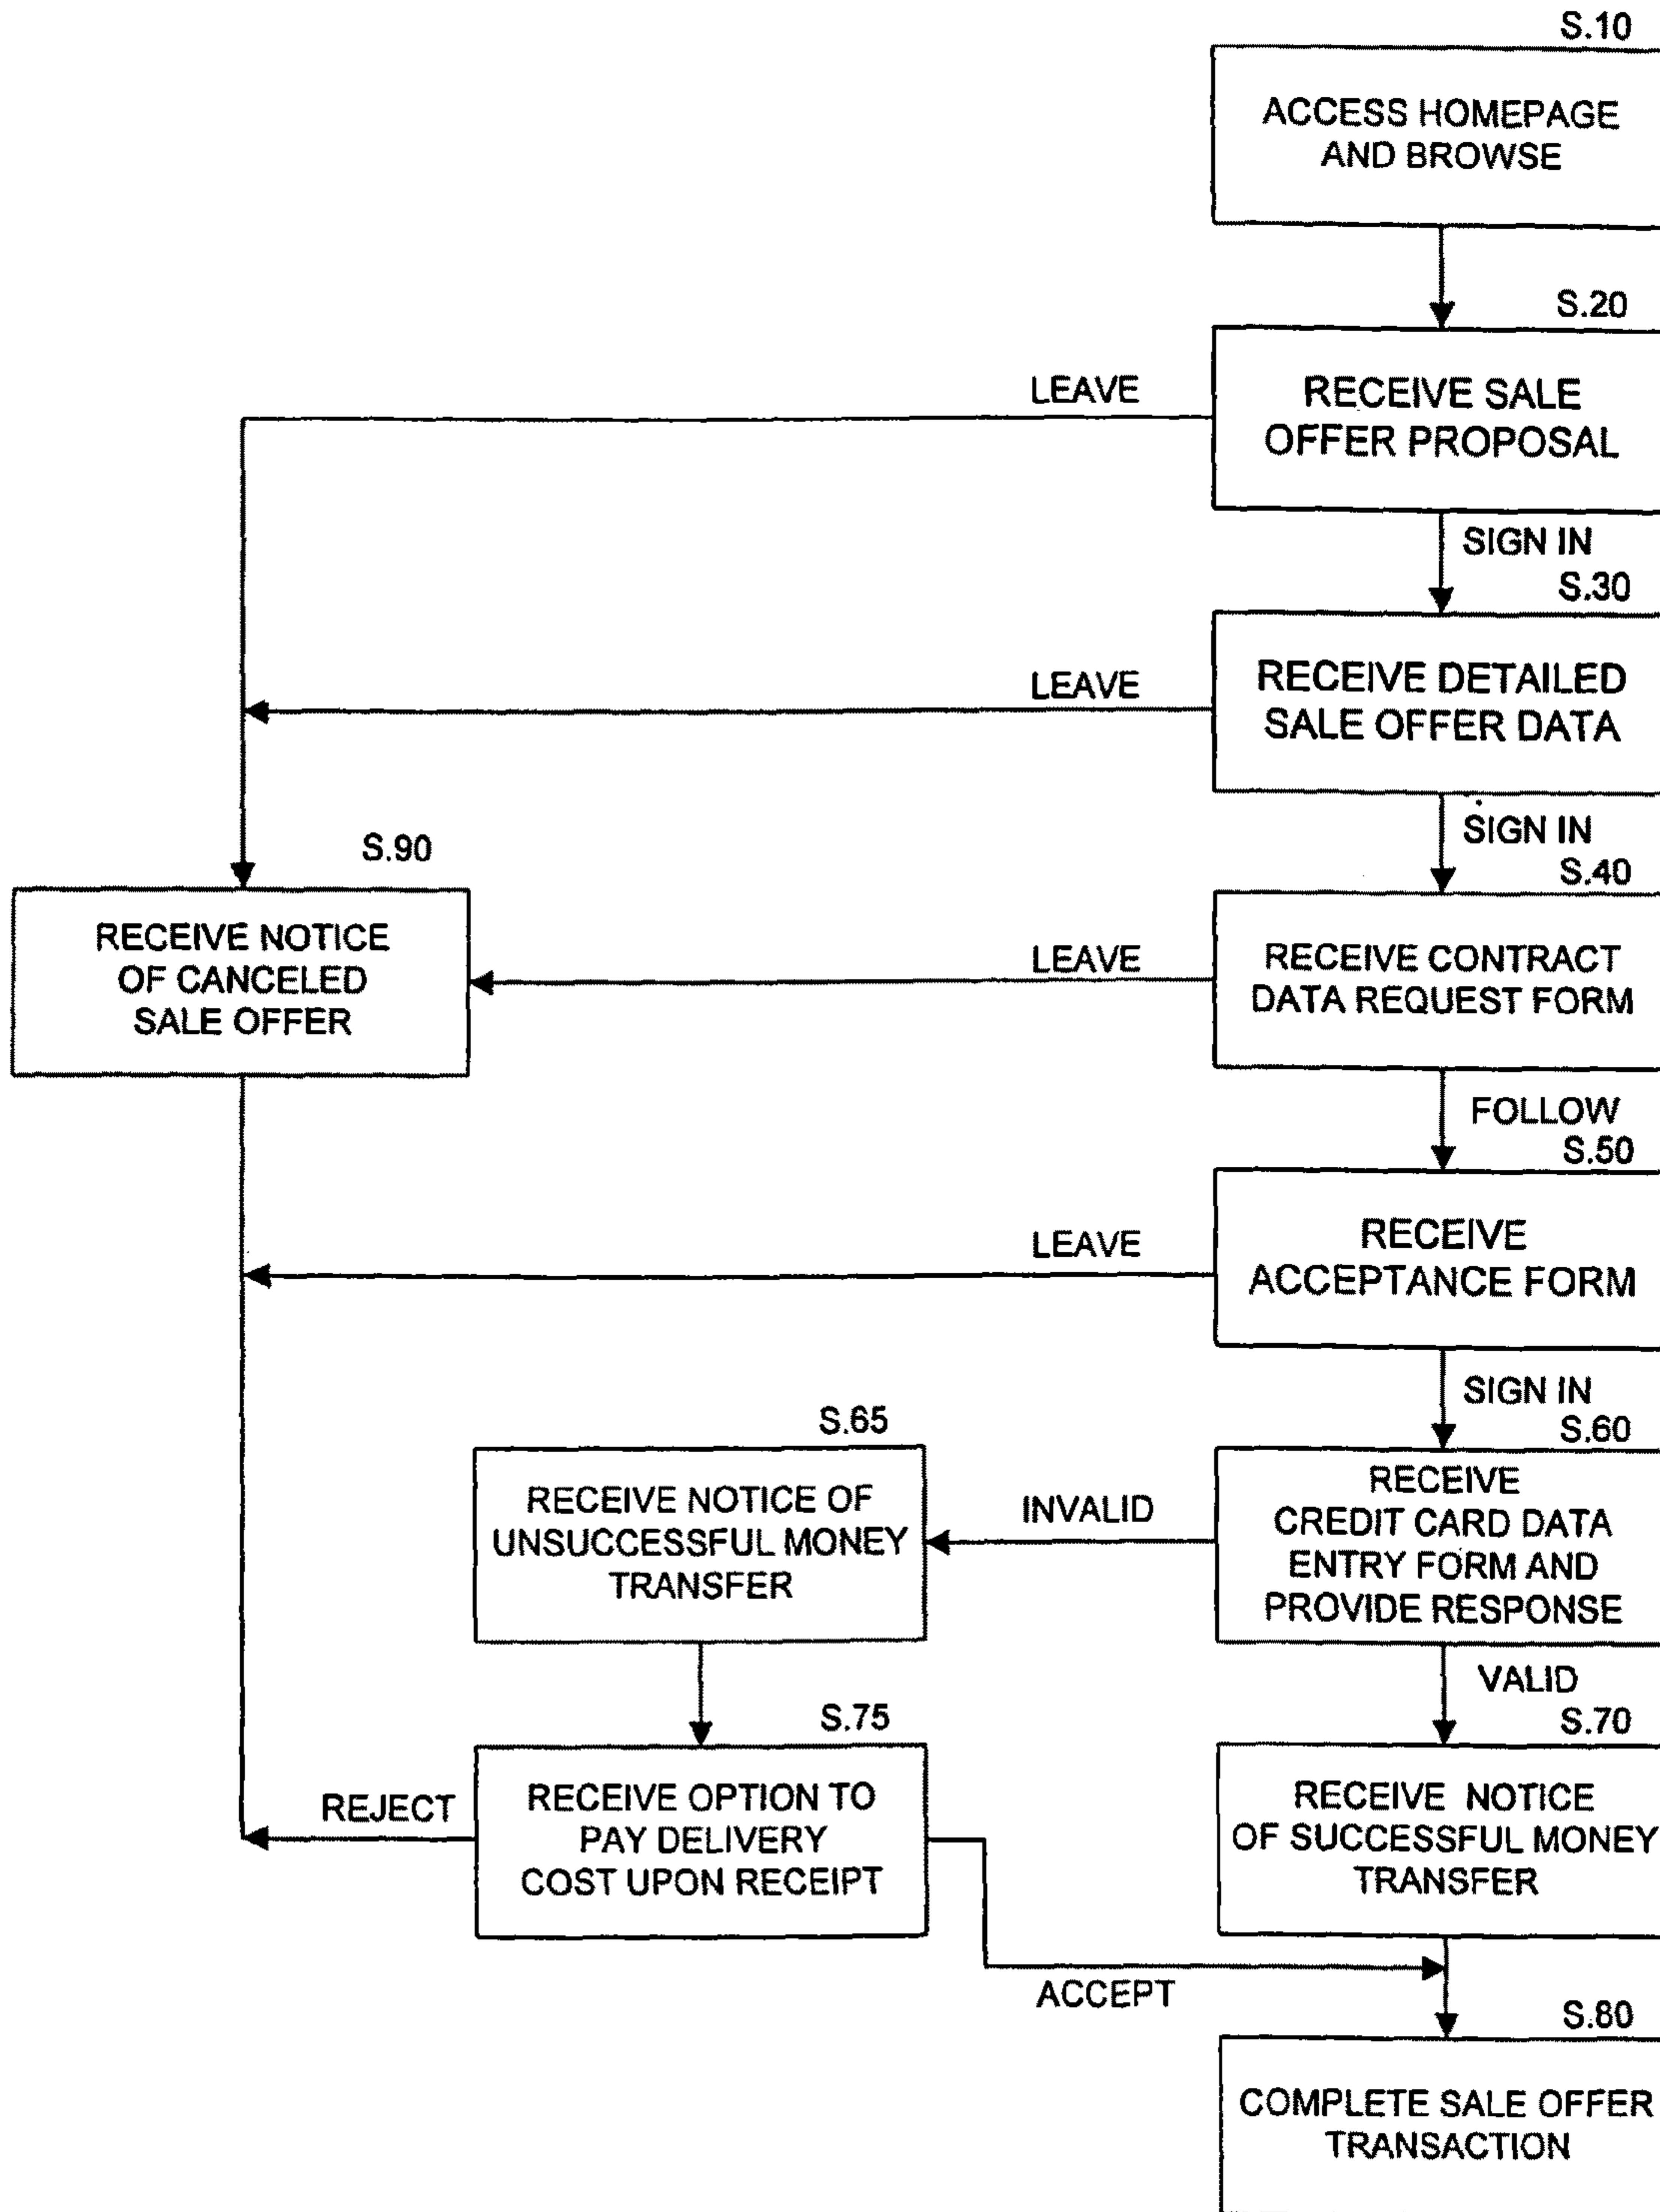 S.10
ACCESS HOMEPAGE
AND BROWSE
S.20
LEAVE
RECEIVE SALE
OFFER PROPOSAL
SIGN IN
S.30
LEAVE
RECEIVE DETAILED
SALE OFFER DATA
SIGN IN
S.90
S.40
RECEIVE NOTICE
OF CANCELED
SALE OFFER
LEAVE
RECEIVE CONTRACT
DATA REQUEST FORM
FOLLOW
S.50
LEAVE
RECEIVE
ACCEPTANCE FORM
SIGN IN
S.65
S.60
RECEIVE NOTICE OF
UNSUCCESSFUL MONEY
TRANSFER
INVALID
RECEIVE
CREDIT CARD DATA
ENTRY FORM AND
PROVIDE RESPONSE
VALID
S.75
S.70
REJECT
RECEIVE OPTION TO
PAY DELIVERY
COST UPON RECEIPT
RECEIVE NOTICE
OF SUCCESSFUL MONEY
TRANSFER
ACCEPT
S.80
COMPLETE SALE OFFER
TRANSACTION